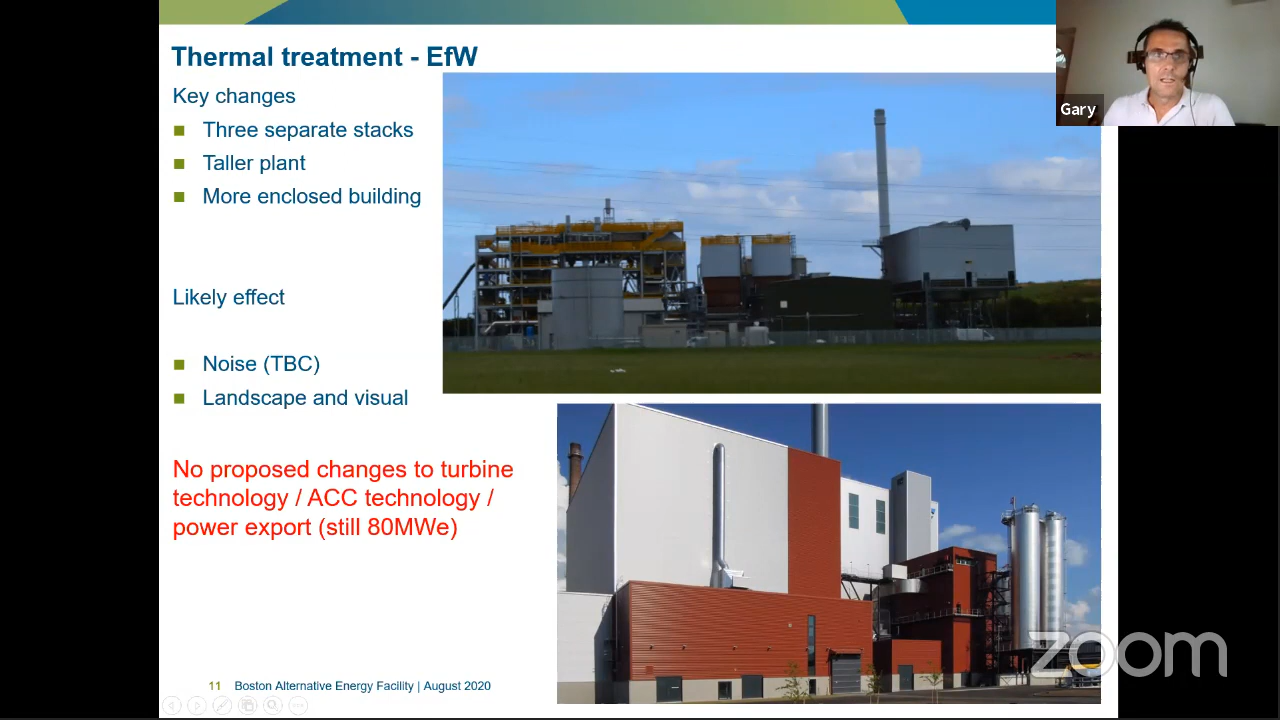 Thermal treatment - EfW
Key changes
Three separate stacks
Taller plant
More enclosed building
Likely effect
Noise (TBC)
Landscape and visual
No proposed changes to turbine
technology / ACC technology /
power export (still 80MWe)
11 Boston Alternative Energy Facility | August 2020
Gary
zoom